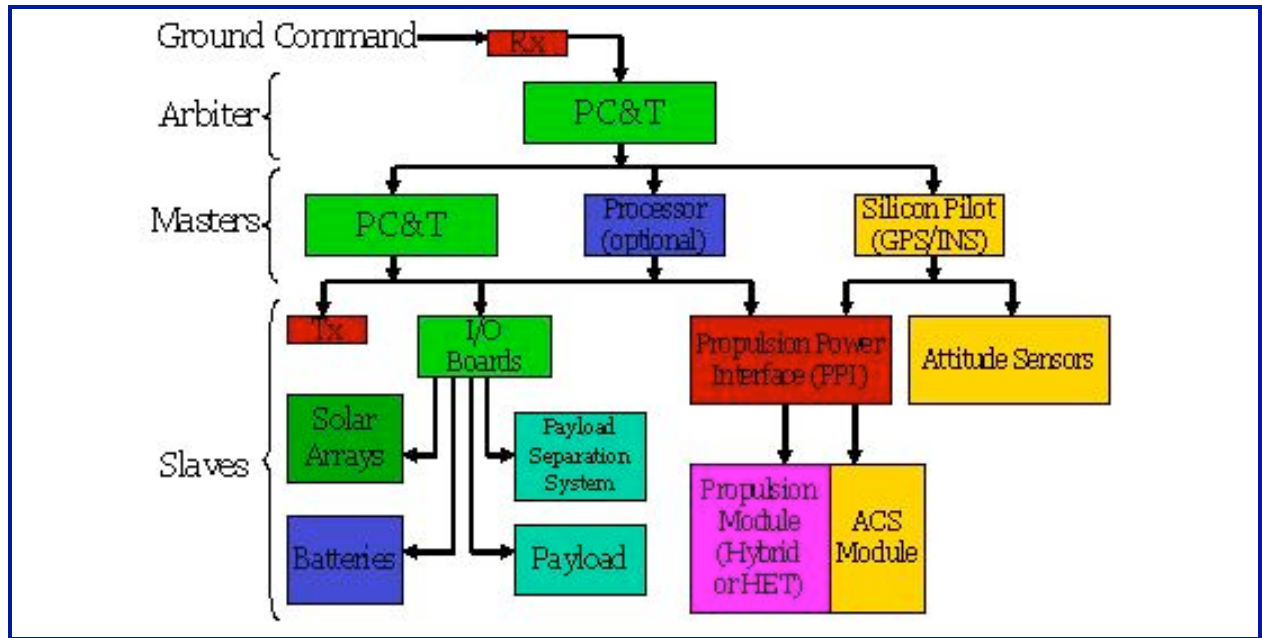 Ground Command
Rx
Arbiter
PC&T
Masters
PC&T
Processor
(optional)
Silicon Pilot
(GPS/INS)
Slaves
Tx
I/O
Boards
Propulsion Power
Interface (PPI)
Attitude Sensors
Solar
Arrays
Payload
Separation
System
Batteries
Payload
Propulsion
Module
(Hybrid
or HET)
ACS
Module